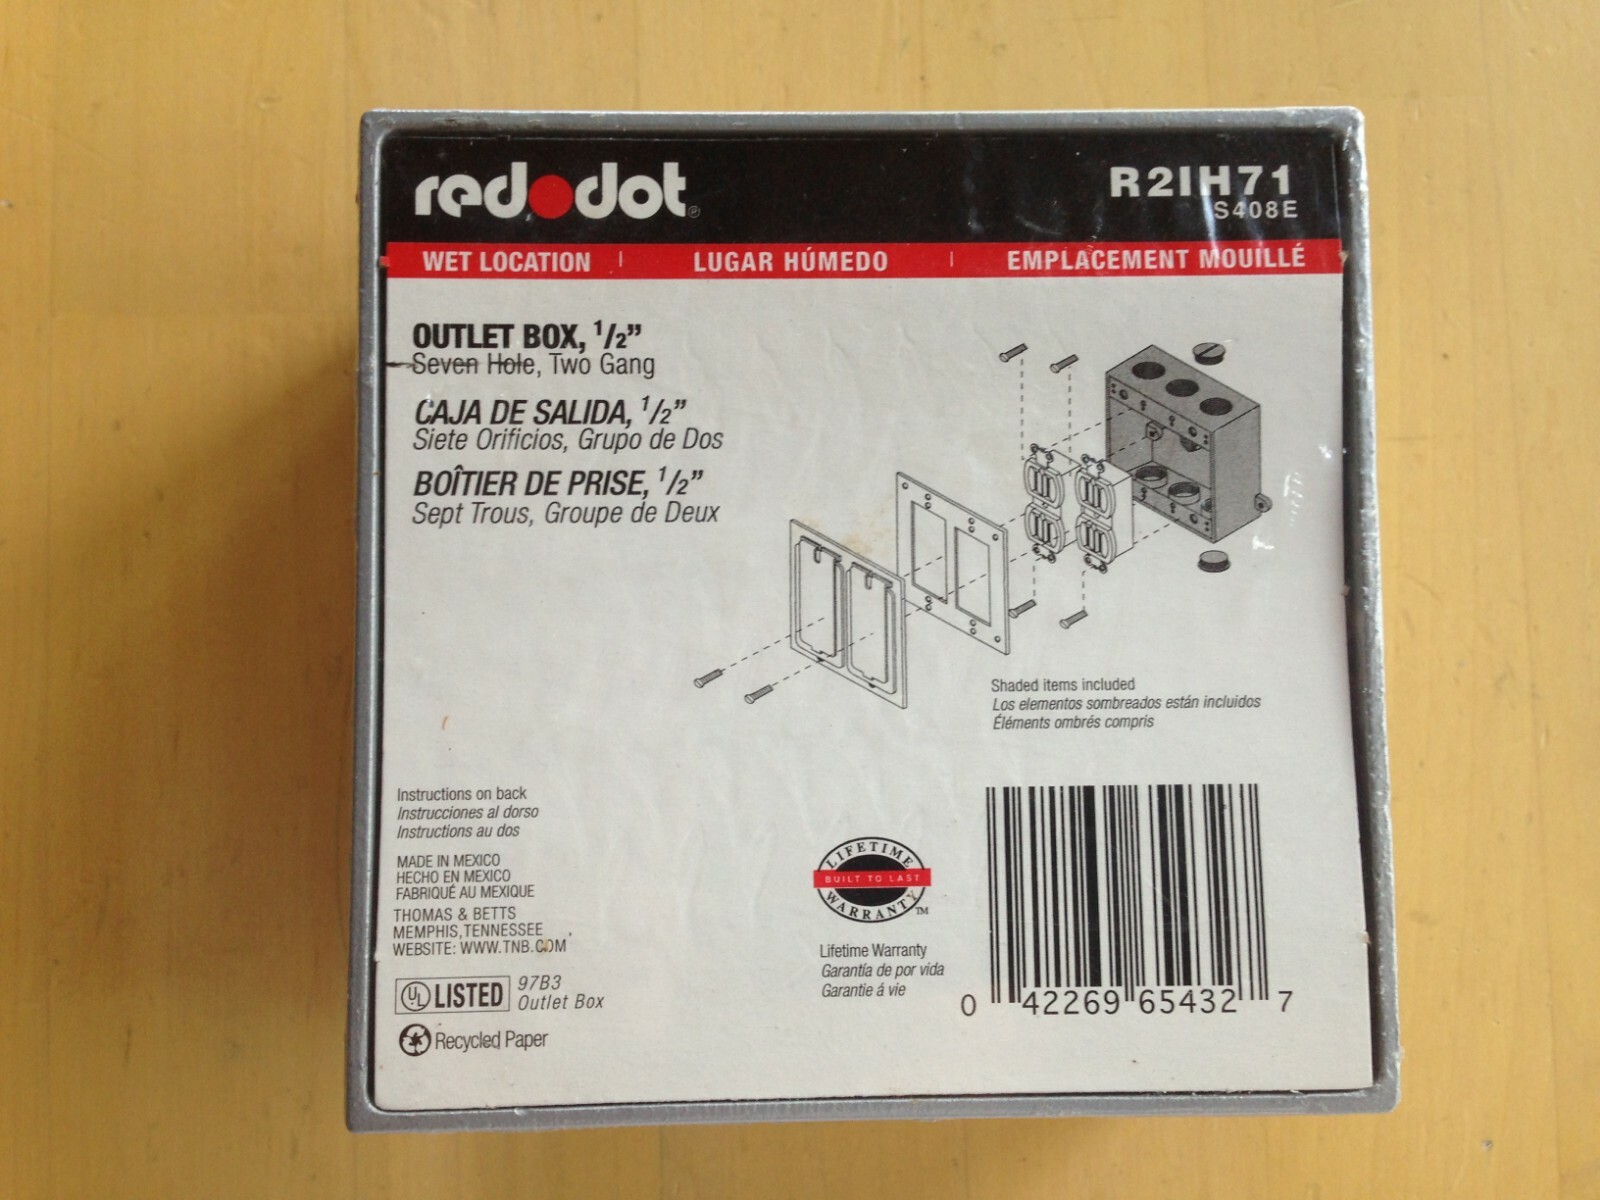 red dot®
R2IH71
S408E
WET LOCATION | LUGAR HÚMEDO | EMPLACEMENT MOUILLÉ
OUTLET BOX, 1/2”
Seven Hole, Two Gang
CAJA DE SALIDA, 1/2”
Siete Orificios, Grupo de Dos
BOÎTIER DE PRISE, 1/2”
Sept Trous, Groupe de Deux
Shaded items included
Los elementos sombreados están incluidos
Éléments ombrés compris
Instructions on back
Instrucciones al dorso
Instructions au dos
MADE IN MEXICO
HECHO EN MEXICO
FABRIQUÉ AU MEXIQUE
THOMAS & BETTS
MEMPHIS, TENNESSEE
WEBSITE: WWW.TNB.COM
UL LISTED 97B3
Outlet Box
Recycled Paper
LIFETIME
BUILT TO LAST
WARRANTY™
Lifetime Warranty
Garantía de por vida
Garantie á vie
0 42269 65432 7